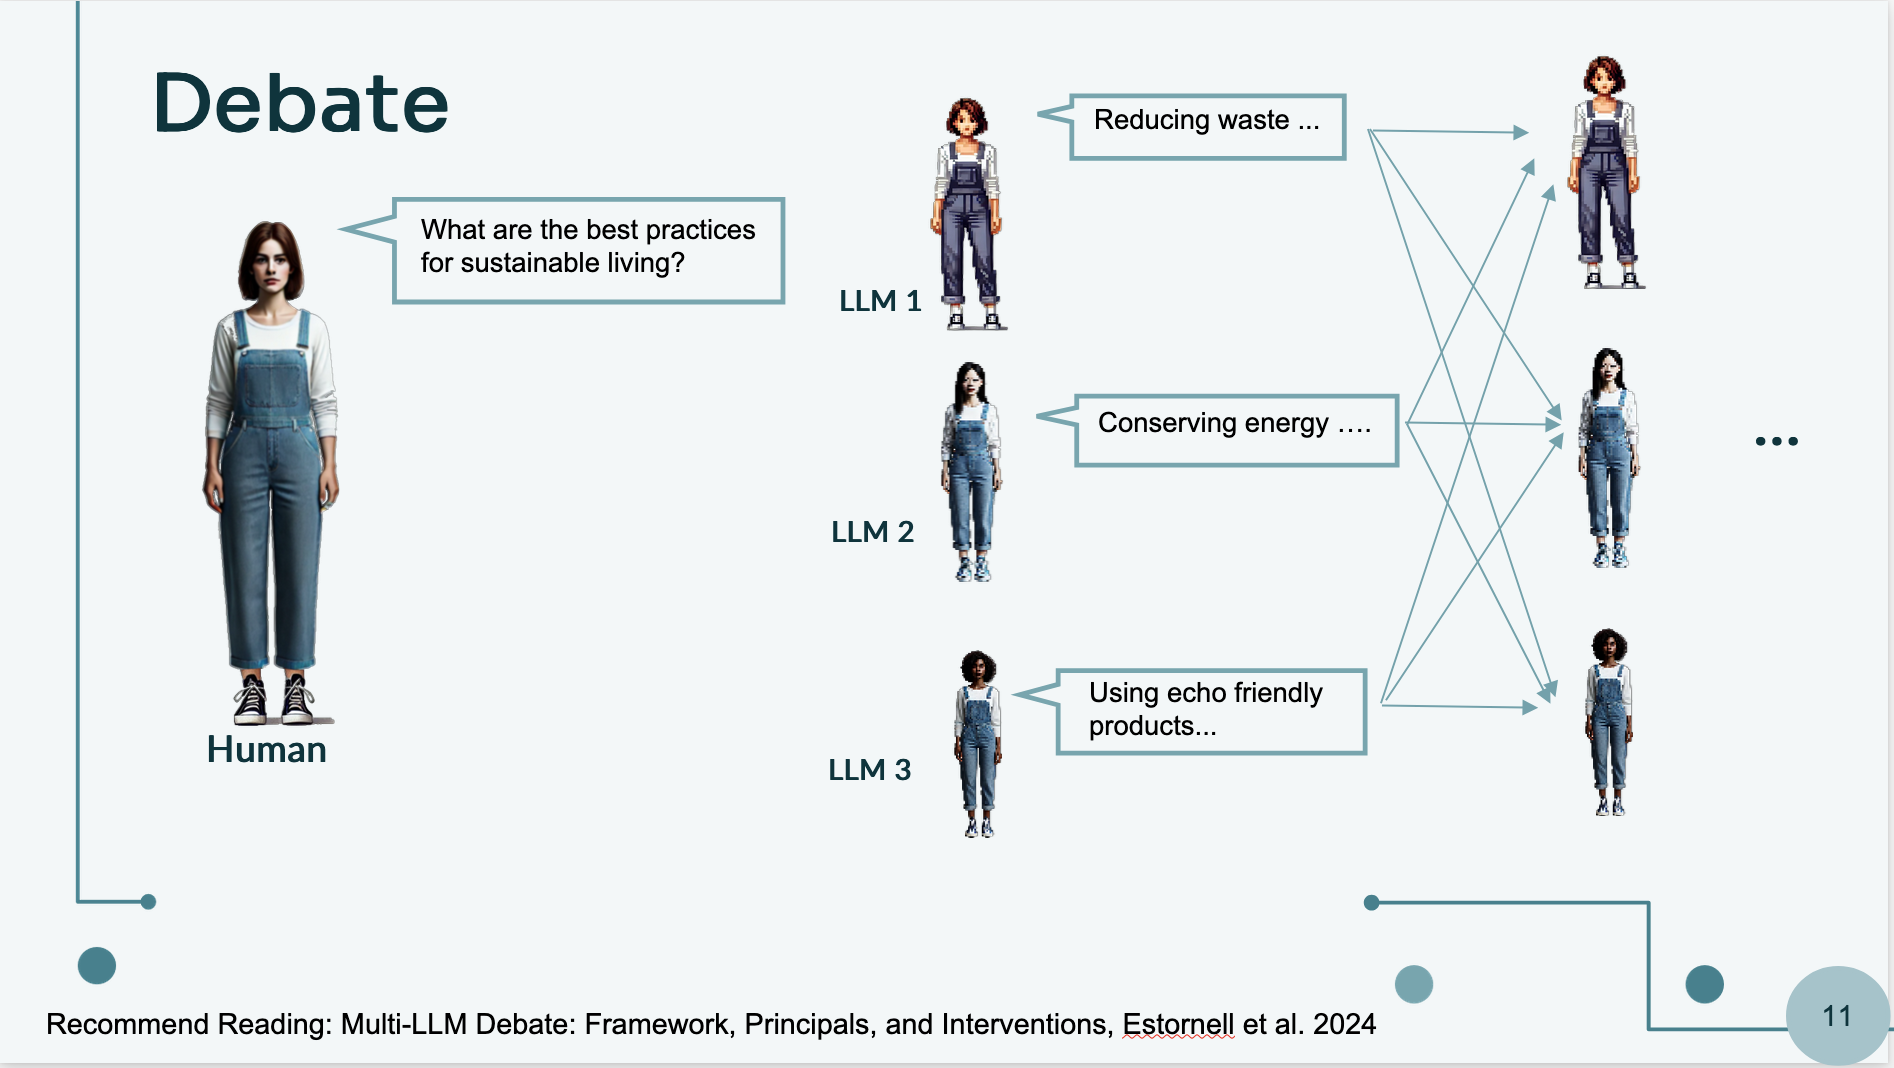 Debate
What are the best practices
for sustainable living?
Human
LLM 1
Reducing waste ...
LLM 2
Conserving energy ....
LLM 3
Using echo friendly
products...
...
Recommend Reading: Multi-LLM Debate: Framework, Principals, and Interventions, Estornell et al. 2024
11